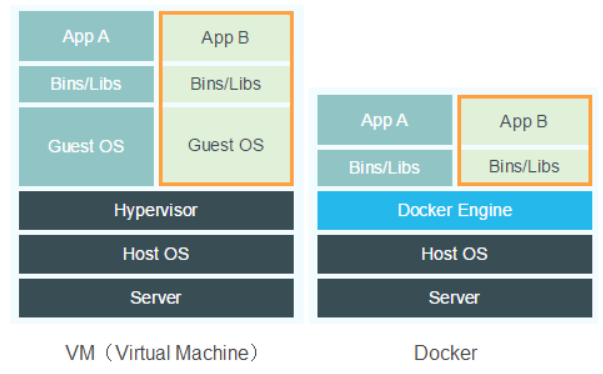 App A
App B
Bins/Libs
Bins/Libs
Guest OS
Guest OS
Hypervisor
Host OS
Server
VM（Virtual Machine）
App A
App B
Bins/Libs
Bins/Libs
Docker Engine
Host OS
Server
Docker